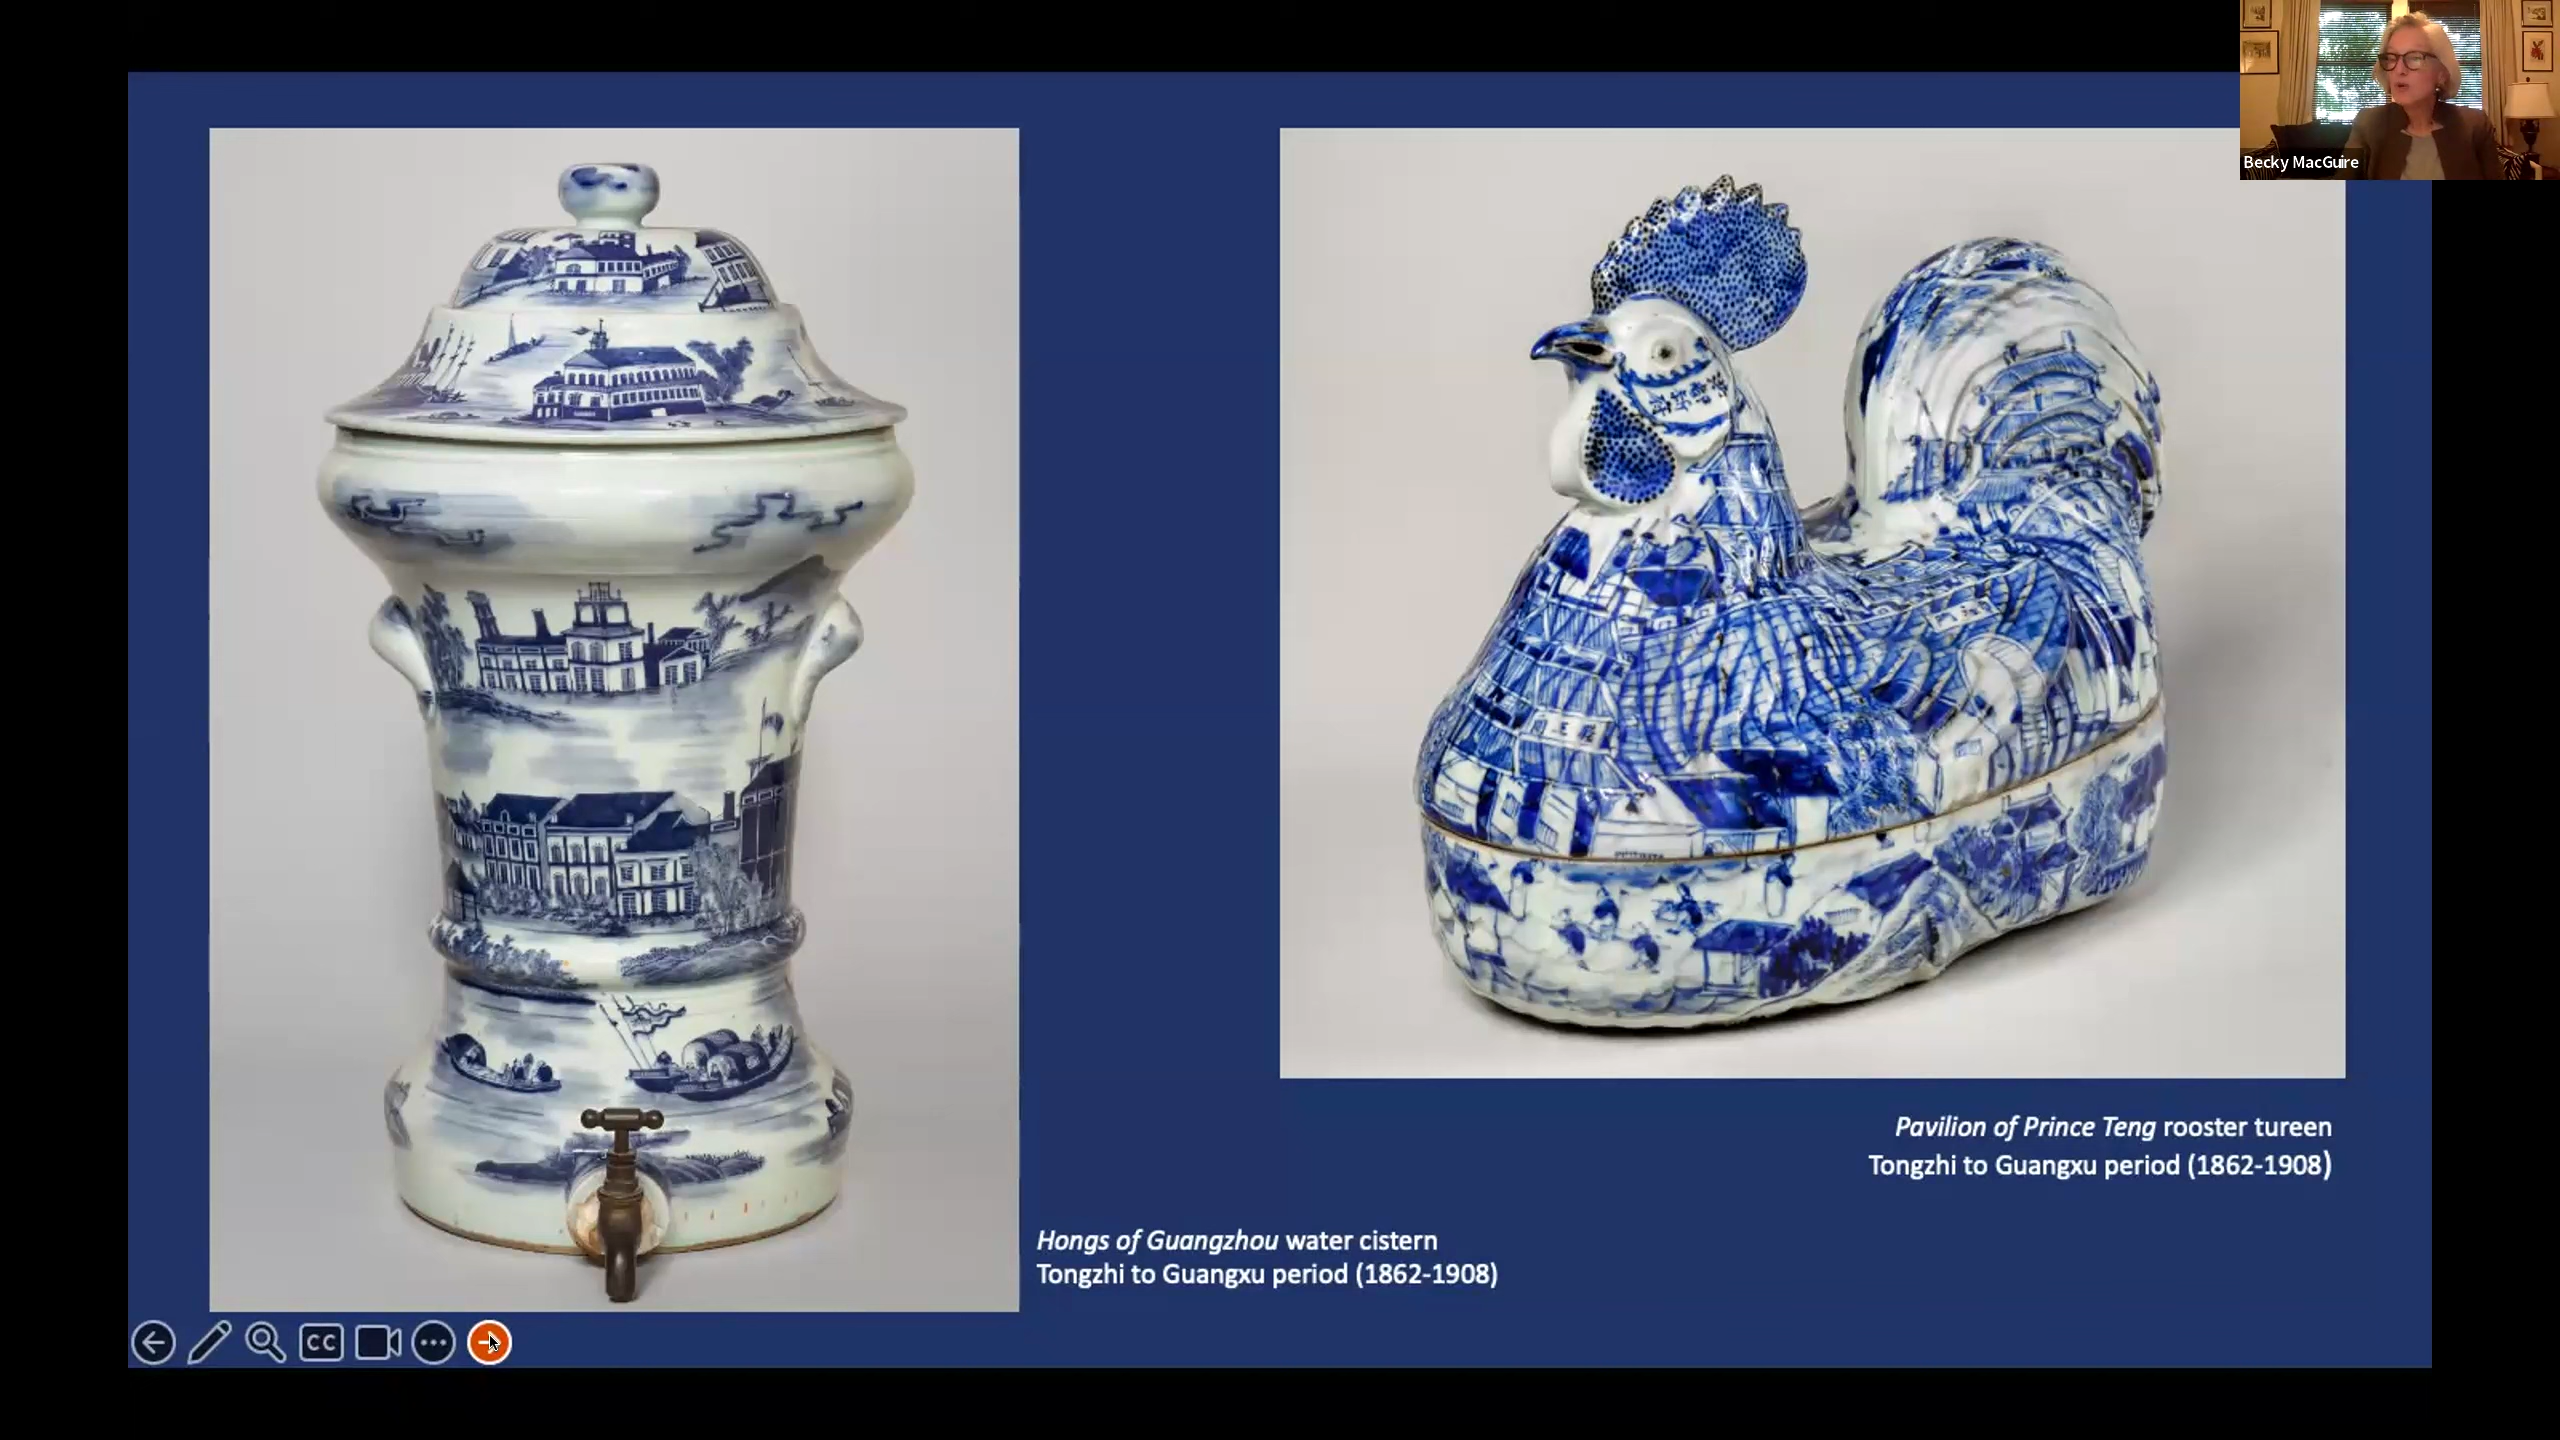 Becky MacGuire
Pavilion of Prince Teng rooster tureen
Tongzhi to Guangxu period (1862-1908)
Hongs of Guangzhou water cistern
Tongzhi to Guangxu period (1862-1908)
CC